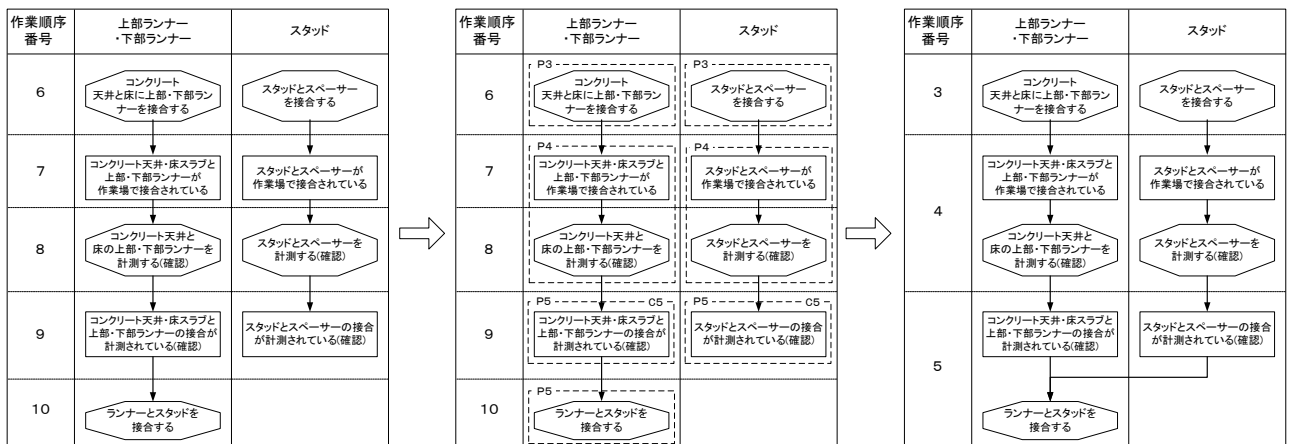 作業順序
番号
上部ランナー
・下部ランナー
スタッド
6
コンクリート
天井と床に上部・下部ラン
ナーを接合する
スタッドとスペーサー
を接合する
7
コンクリート天井・床スラブと
上部・下部ランナーが
作業場で接合されている
スタッドとスペーサーが
作業場で接合されている
8
コンクリート天井と
床の上部・下部ランナーを
計測する(確認)
スタッドとスペーサーを
計測する(確認)
9
コンクリート天井・床スラブと
上部・下部ランナーの接合が
計測されている(確認)
スタッドとスペーサーの接合
が計測されている(確認)
10
ランナーとスタッドを
接合する
作業順序
番号
上部ランナー
・下部ランナー
スタッド
6
P3
コンクリート
天井と床に上部・下部ラン
ナーを接合する
P3
スタッドとスペーサー
を接合する
7
P4
コンクリート天井・床スラブと
上部・下部ランナーが
作業場で接合されている
P4
スタッドとスペーサーが
作業場で接合されている
8
コンクリート天井と
床の上部・下部ランナーを
計測する(確認)
スタッドとスペーサーを
計測する(確認)
9
P5 C5
コンクリート天井・床スラブと
上部・下部ランナーの接合が
計測されている(確認)
P5 C5
スタッドとスペーサーの接合
が計測されている(確認)
10
P5
ランナーとスタッドを
接合する
作業順序
番号
上部ランナー
・下部ランナー
スタッド
3
コンクリート
天井と床に上部・下部ラン
ナーを接合する
スタッドとスペーサー
を接合する
4
コンクリート天井・床スラブと
上部・下部ランナーが
作業場で接合されている
スタッドとスペーサーが
作業場で接合されている
コンクリート天井と
床の上部・下部ランナーを
計測する(確認)
スタッドとスペーサーを
計測する(確認)
5
コンクリート天井・床スラブと
上部・下部ランナーの接合が
計測されている(確認)
スタッドとスペーサーの接合
が計測されている(確認)
ランナーとスタッドを
接合する